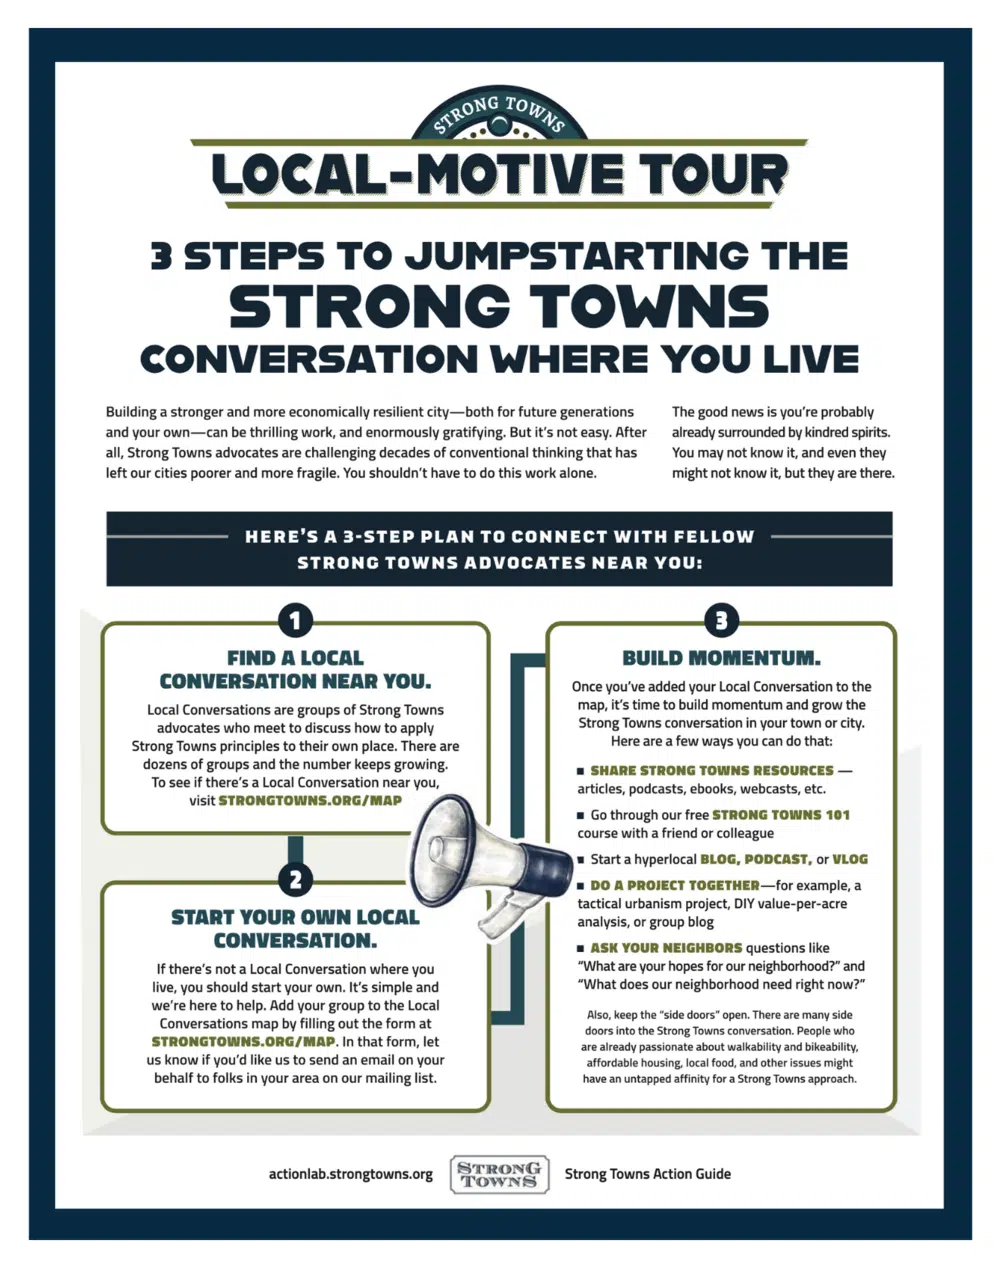 STRONG TOWNS
LOCAL-MOTIVE TOUR
3 STEPS TO JUMPSTARTING THE
STRONG TOWNS
CONVERSATION WHERE YOU LIVE
Building a stronger and more economically resilient city—both for future generations
and your own—can be thrilling work, and enormously gratifying. But it's not easy. After
all, Strong Towns advocates are challenging decades of conventional thinking that has
left our cities poorer and more fragile. You shouldn't have to do this work alone.
The good news is you're probably
already surrounded by kindred spirits.
You may not know it, and even they
might not know it, but they are there.
HERE'S A 3-STEP PLAN TO CONNECT WITH FELLOW
STRONG TOWNS ADVOCATES NEAR YOU:
1
FIND A LOCAL
CONVERSATION NEAR YOU.
Local Conversations are groups of Strong Towns
advocates who meet to discuss how to apply
Strong Towns principles to their own place. There are
dozens of groups and the number keeps growing.
To see if there's a Local Conversation near you,
visit STRONGTOWNS.ORG/MAP
2
START YOUR OWN LOCAL
CONVERSATION.
If there's not a Local Conversation where you
live, you should start your own. It's simple and
we're here to help. Add your group to the Local
Conversations map by filling out the form at
STRONGTOWNS.ORG/MAP. In that form, let
us know if you'd like us to send an email on your
behalf to folks in your area on our mailing list.
3
BUILD MOMENTUM.
Once you've added your Local Conversation to the
map, it's time to build momentum and grow the
Strong Towns conversation in your town or city.
Here are a few ways you can do that:
■ SHARE STRONG TOWNS RESOURCES —
articles, podcasts, ebooks, webcasts, etc.
■ Go through our free STRONG TOWNS 101
course with a friend or colleague
■ Start a hyperlocal BLOG, PODCAST, or VLOG
■ DO A PROJECT TOGETHER—for example, a
tactical urbanism project, DIY value-per-acre
analysis, or group blog
■ ASK YOUR NEIGHBORS questions like
“What are your hopes for our neighborhood?” and
“What does our neighborhood need right now?”
Also, keep the “side doors” open. There are many side
doors into the Strong Towns conversation. People who
are already passionate about walkability and bikeability,
affordable housing, local food, and other issues might
have an untapped affinity for a Strong Towns approach.
actionlab.strongtowns.org
STRONG
TOWNS
Strong Towns Action Guide